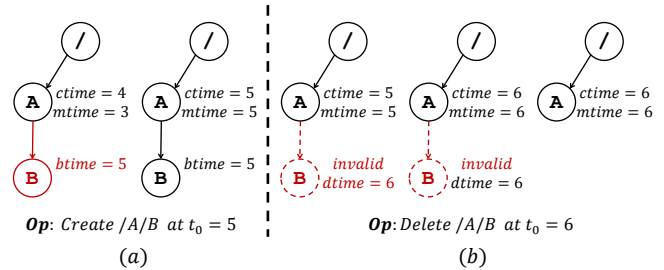 / / / / /
A ctime = 4 A ctime = 5 A ctime = 5 A ctime = 6 A ctime = 6
mtime = 3 mtime = 5 mtime = 5 mtime = 6 mtime = 6
B btime = 5 B btime = 5 B invalid B invalid
dtime = 6 dtime = 6
Op: Create /A/B at t₀ = 5 Op: Delete /A/B at t₀ = 6
(a) (b)